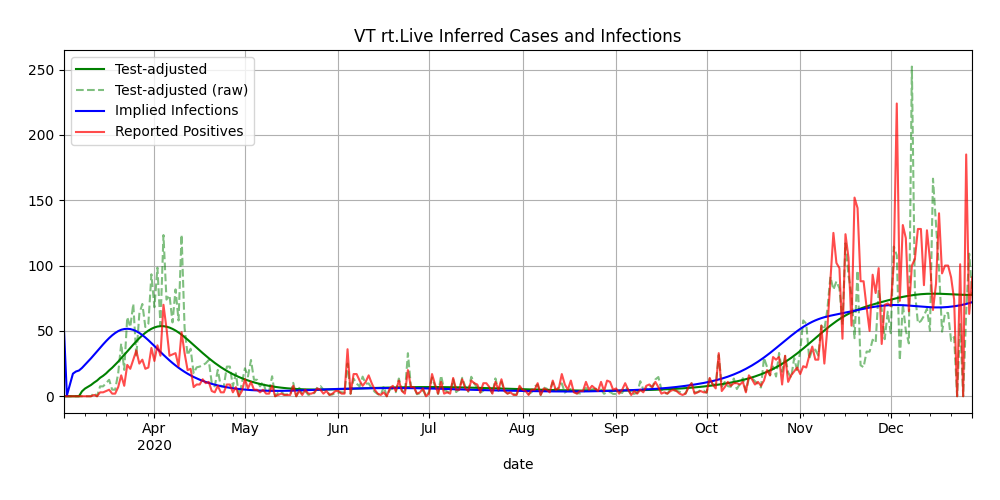 VT rt.Live Inferred Cases and Infections
Test-adjusted
Test-adjusted (raw)
Implied Infections
Reported Positives
250
200
150
100
50
0
Apr
2020
May
Jun
Jul
Aug
Sep
Oct
Nov
Dec
date